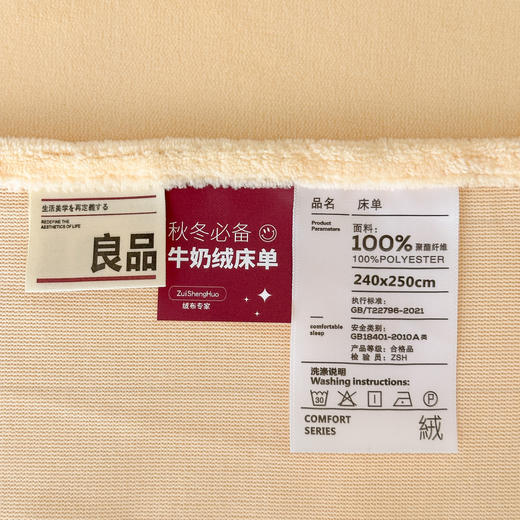 生活美学を再定義する
REDEFINE THE
AESTHETICS OF LIFE
良品
秋冬必备
牛奶绒床单
ZuiShengHuo
绒布专家
品名
床单
Product
Parameters
面料:
100% 聚酯纤维
100%POLYESTER
240x250cm
执行标准:
GB/T22796-2021
comfortable
sleep
安全类别:
GB18401-2010A类
产品等级: 合格品
检 验 员: ZSH
洗涤说明
Washing instructions:
30
P
COMFORT
SERIES
絨